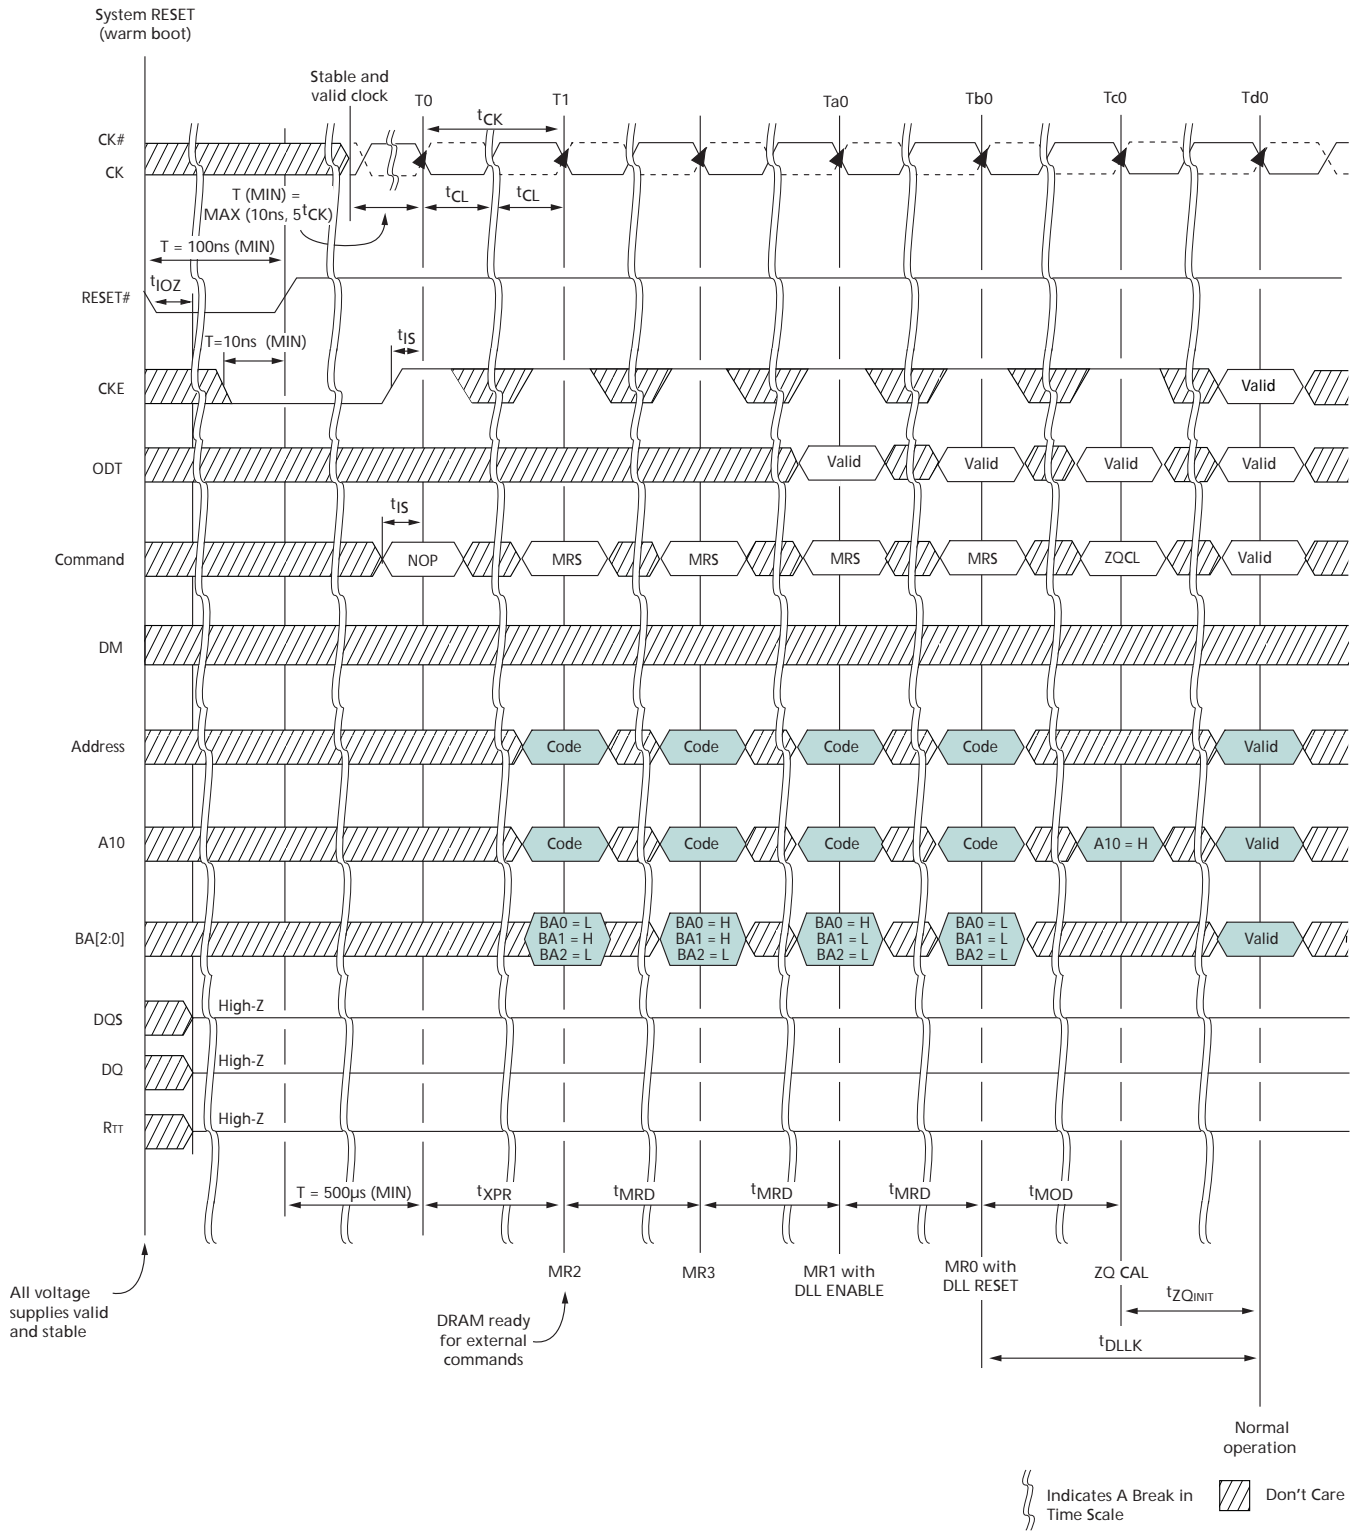 System RESET
(warm boot)
Stable and
valid clock
T0
T1
Ta0
Tb0
Tc0
Td0
tCK
CK#
CK
T (MIN) =
MAX (10ns, 5tCK)
tCL
tCL
T = 100ns (MIN)
tIOZ
RESET#
T=10ns (MIN)
tIS
CKE
Valid
ODT
Valid
Valid
Valid
Valid
tIS
Command
NOP
MRS
MRS
MRS
MRS
ZQCL
Valid
DM
Address
Code
Code
Code
Code
Valid
A10
Code
Code
Code
Code
A10 = H
Valid
BA[2:0]
BA0 = L
BA1 = H
BA2 = L
BA0 = H
BA1 = H
BA2 = L
BA0 = H
BA1 = L
BA2 = L
BA0 = L
BA1 = L
BA2 = L
Valid
DQS
High-Z
DQ
High-Z
RTT
High-Z
T = 500µs (MIN)
tXPR
tMRD
tMRD
tMRD
tMOD
All voltage
supplies valid
and stable
MR2
MR3
MR1 with
DLL ENABLE
MR0 with
DLL RESET
ZQ CAL
tZQINIT
DRAM ready
for external
commands
tDLLK
Normal
operation
Indicates A Break in
Time Scale
Don't Care